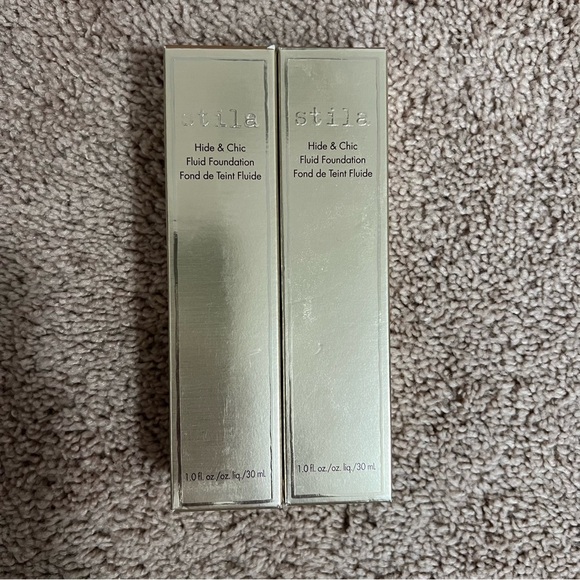 stila
Hide & Chic
Fluid Foundation
Fond de Teint Fluide
1.0 fl. oz./oz. liq./30 ml.
stila
Hide & Chic
Fluid Foundation
Fond de Teint Fluide
1.0 fl. oz./oz. liq./30 ml.